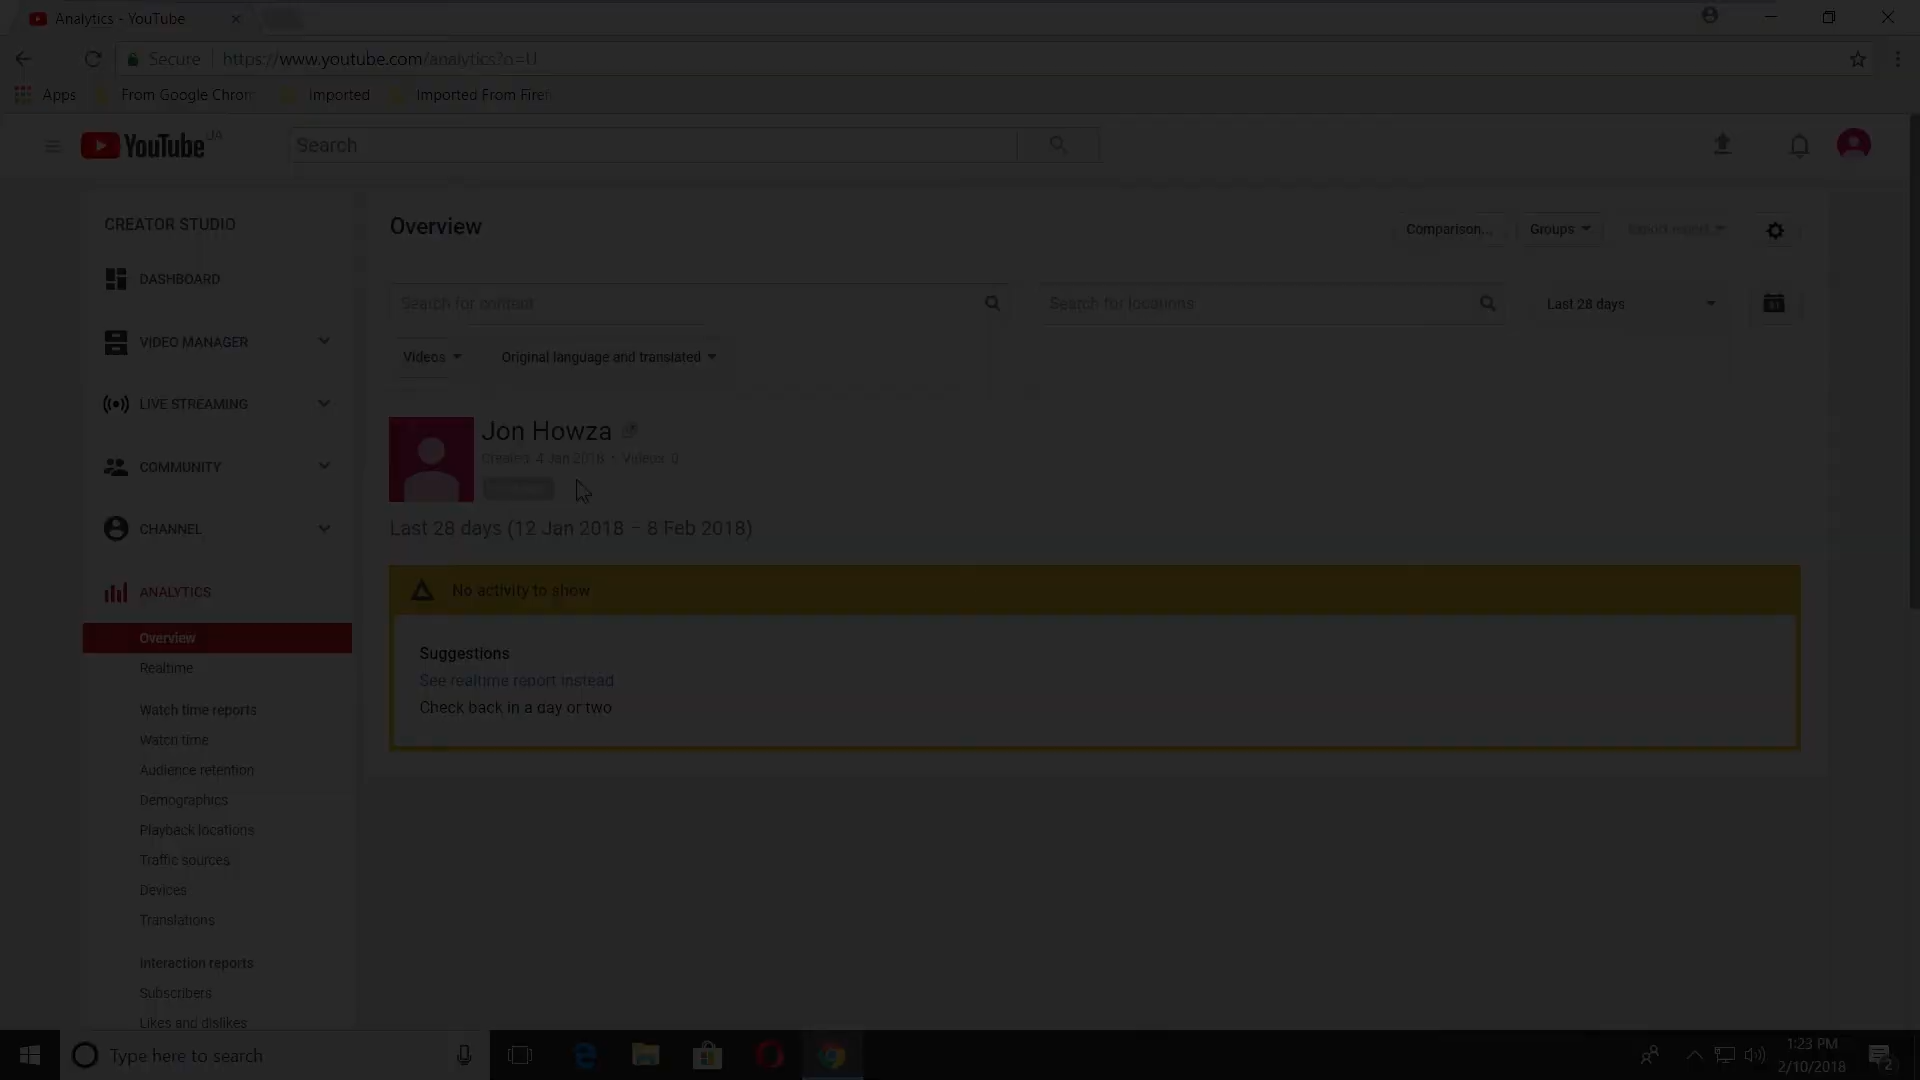 Analytics - YouTube
Secure
https://www.youtube.com/analytics?o=U
Apps
From Google Chrom
Imported
Imported From Firef
YouTube UA
Search
CREATOR STUDIO
DASHBOARD
VIDEO MANAGER
LIVE STREAMING
COMMUNITY
CHANNEL
ANALYTICS
Overview
Realtime
Watch time reports
Watch time
Audience retention
Demographics
Playback locations
Traffic sources
Devices
Translations
Interaction reports
Subscribers
Likes and dislikes
Overview
Comparison...
Groups
Export report
Search for content
Search for locations
Last 28 days
Videos
Original language and translated
Jon Howza
Created: 4 Jan 2018 • Videos: 0
Last 28 days (12 Jan 2018 – 8 Feb 2018)
No activity to show
Suggestions
See realtime report instead
Check back in a day or two
Type here to search
1:23 PM
2/10/2018
2